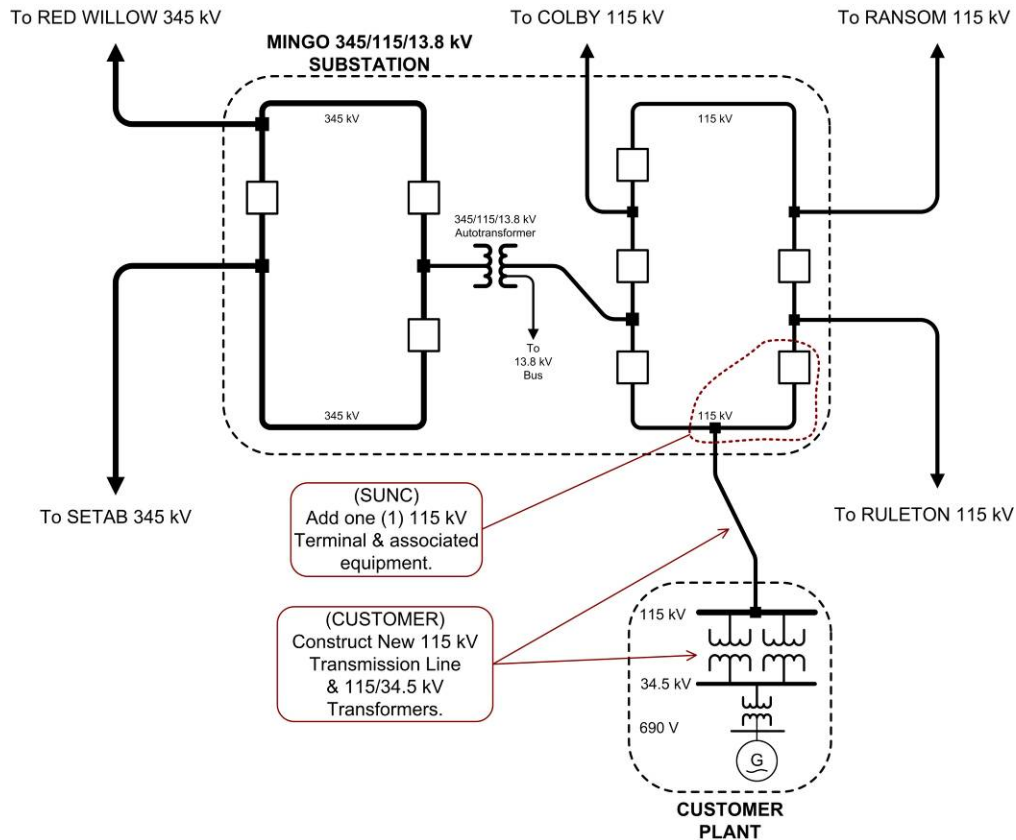 To RED WILLOW 345 kV
To COLBY 115 kV
To RANSOM 115 kV
MINGO 345/115/13.8 kV
SUBSTATION
345 kV
115 kV
345/115/13.8 kV
Autotransformer
To
13.8 kV
Bus
345 kV
115 kV
To SETAB 345 kV
To RULETON 115 kV
(SUNC)
Add one (1) 115 kV
Terminal & associated
equipment.
(CUSTOMER)
Construct New 115 kV
Transmission Line
& 115/34.5 kV
Transformers.
115 kV
34.5 kV
690 V
G
CUSTOMER
PLANT